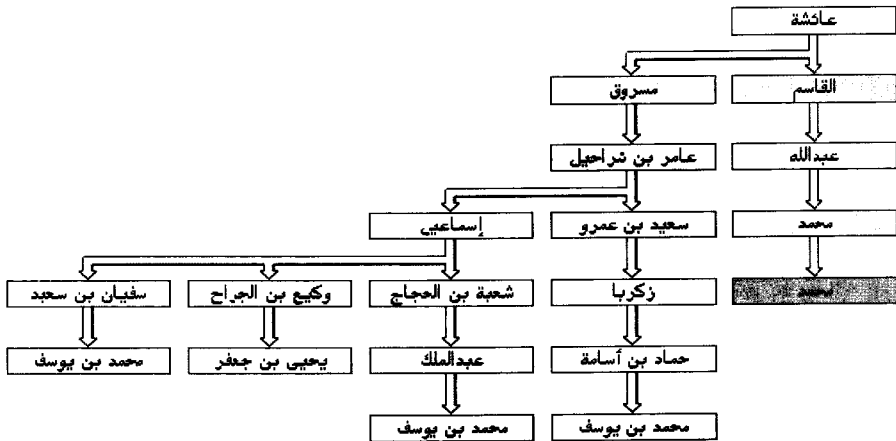 عائشة
القاسم
مسروق
عبدالله
عامر بن شراحيل
محمد
سعيد بن عمرو
إسماعيل
محمد
زكريا
شعبة بن الحجاج
وكيع بن الجراح
سفيان بن سعيد
حماد بن أسامة
عبدالملك
يحيى بن جعفر
محمد بن يوسف
محمد بن يوسف
محمد بن يوسف